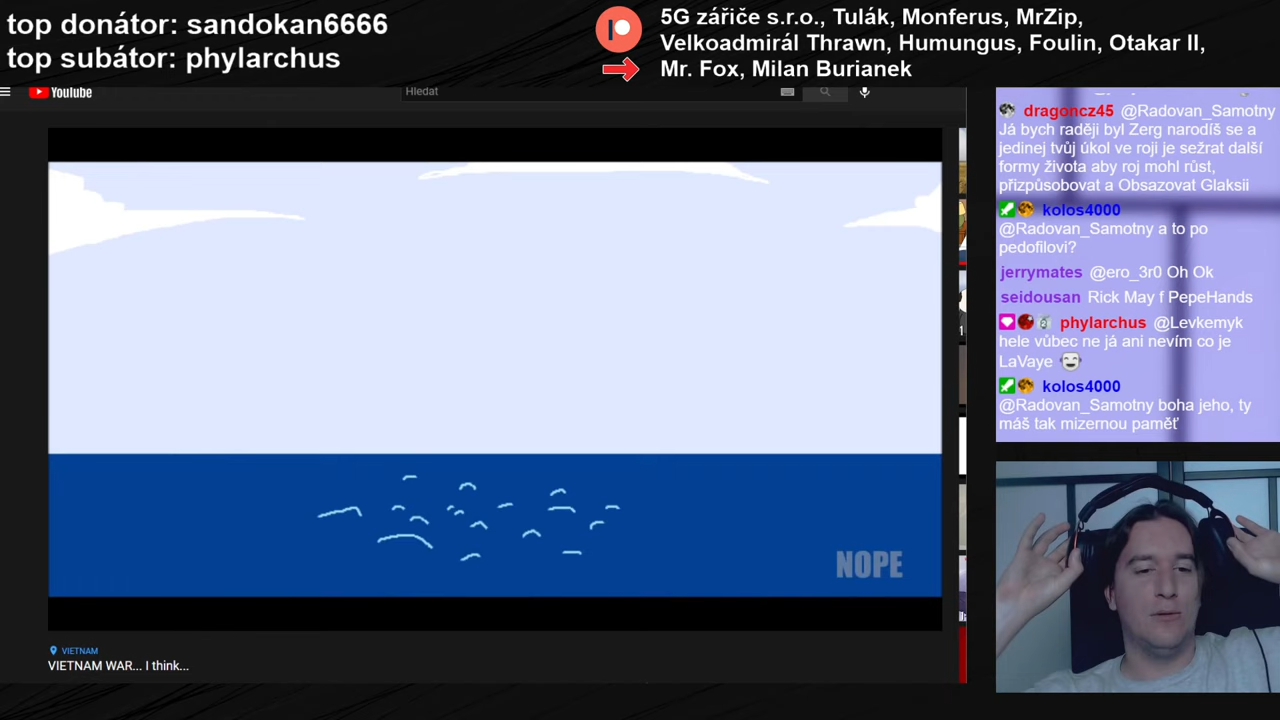 top donátor: sandokan6666
top subátor: phylarchus
5G zářiče s.r.o., Tulák, Monferus, MrZip,
Velkoadmirál Thrawn, Humungus, Foulin, Otakar II,
Mr. Fox, Milan Burianek
YouTube
Hledat
NOPE
VIETNAM
VIETNAM WAR... I think...
dragoncz45 @Radovan_Samotny
Já bych raději byl Zerg narodíš se a
jedinej tvůj úkol ve roji je sežrat další
formy života aby roj mohl růst,
přizpůsobovat a Obsazovat Glaksii
kolos4000
@Radovan_Samotny a to po
pedofilovi?
jerrymates @ero_3r0 Oh Ok
seidousan Rick May f PepeHands
phylarchus @Levkemyk
hele vůbec ne já ani nevím co je
LaVaye
kolos4000
@Radovan_Samotny boha jeho, ty
máš tak mizernou paměť